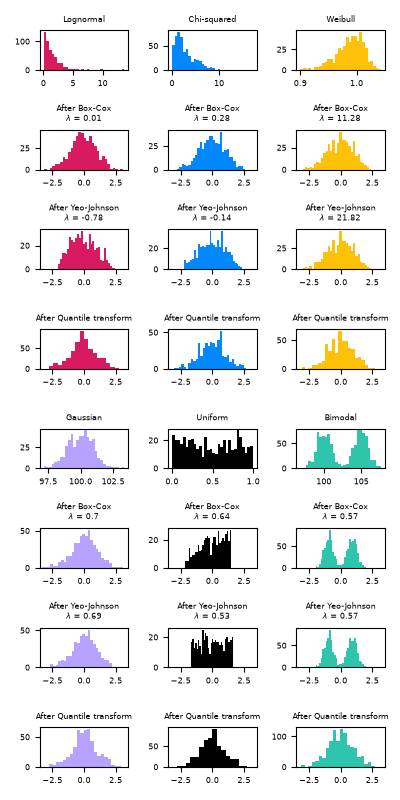 Lognormal Chi-squared Weibull
100 50 25
0 0 0
0 5 10 0 10 0.9 1.0
After Box-Cox After Box-Cox After Box-Cox
λ = 0.01 λ = 0.28 λ = 11.28
25 25 25
0 0 0
−2.5 0.0 2.5 −2.5 0.0 2.5 −2.5 0.0 2.5
After Yeo-Johnson After Yeo-Johnson After Yeo-Johnson
λ = -0.78 λ = -0.14 λ = 21.82
20 20 25
0 0 0
−2.5 0.0 2.5 −2.5 0.0 2.5 −2.5 0.0 2.5
After Quantile transform After Quantile transform After Quantile transform
50 50 50
0 0 0
−2.5 0.0 2.5 −2.5 0.0 2.5 −2.5 0.0 2.5
Gaussian Uniform Bimodal
25 20 50
0 0 0
97.5 100.0 102.5 0.0 0.5 1.0 100 105
After Box-Cox After Box-Cox After Box-Cox
λ = 0.7 λ = 0.64 λ = 0.57
50 20 50
0 0 0
−2.5 0.0 2.5 −2.5 0.0 2.5 −2.5 0.0 2.5
After Yeo-Johnson After Yeo-Johnson After Yeo-Johnson
λ = 0.69 λ = 0.53 λ = 0.57
50 20 50
0 0 0
−2.5 0.0 2.5 −2.5 0.0 2.5 −2.5 0.0 2.5
After Quantile transform After Quantile transform After Quantile transform
50 50 100
0 0 0
−2.5 0.0 2.5 −2.5 0.0 2.5 −2.5 0.0 2.5